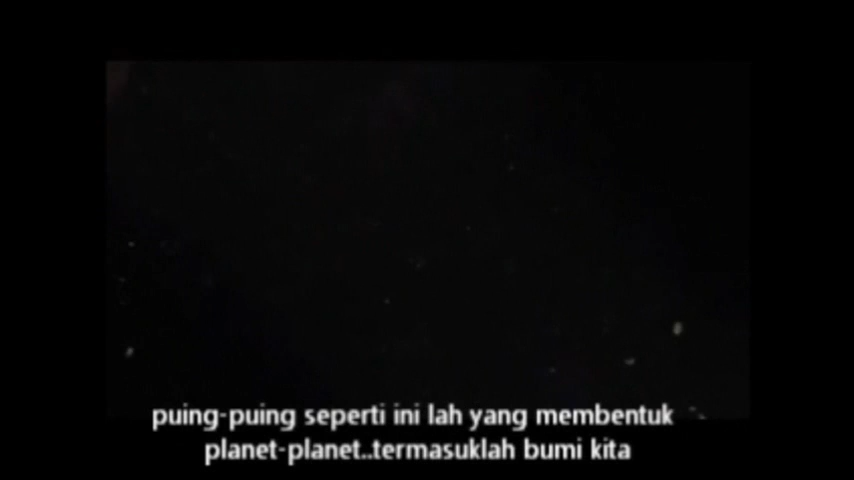 puing-puing seperti ini lah yang membentuk
planet-planet..termasuklah bumi kita